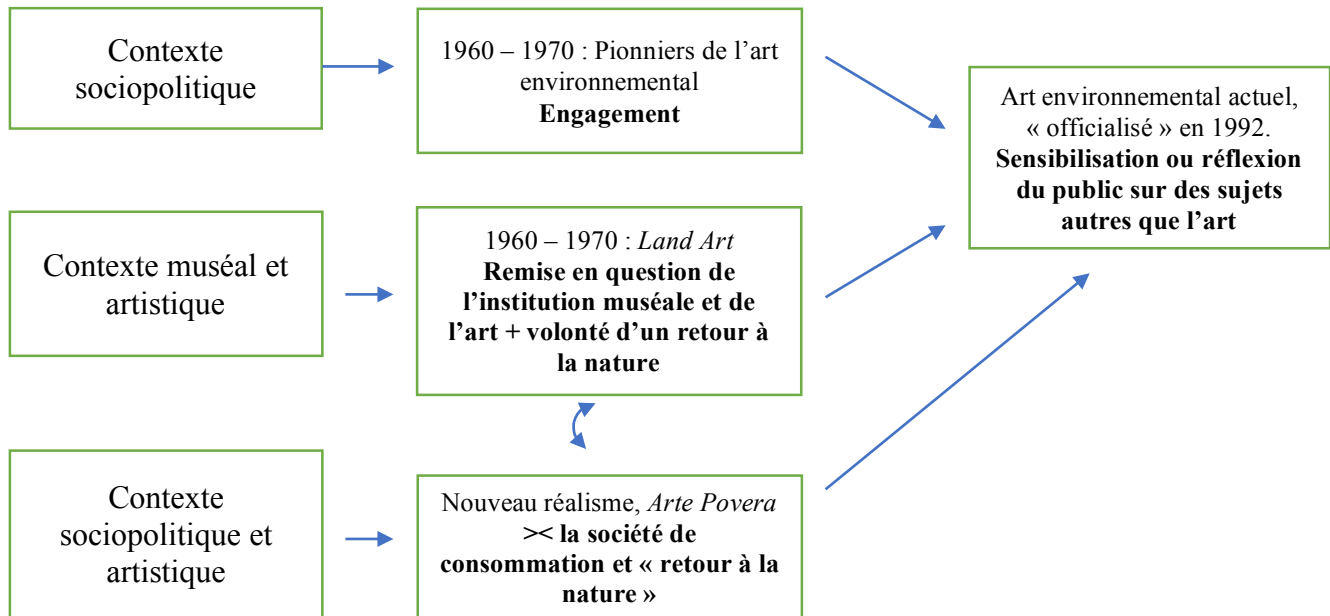 Contexte
sociopolitique
1960 – 1970 : Pionniers de l’art
environnemental
Engagement
Art environnemental actuel,
« officialisé » en 1992.
Sensibilisation ou réflexion
du public sur des sujets
autres que l’art
Contexte muséal et
artistique
1960 – 1970 : Land Art
Remise en question de
l’institution muséale et de
l’art + volonté d’un retour à
la nature
Contexte
sociopolitique et
artistique
Nouveau réalisme, Arte Povera
>< la société de
consommation et « retour à la
nature »